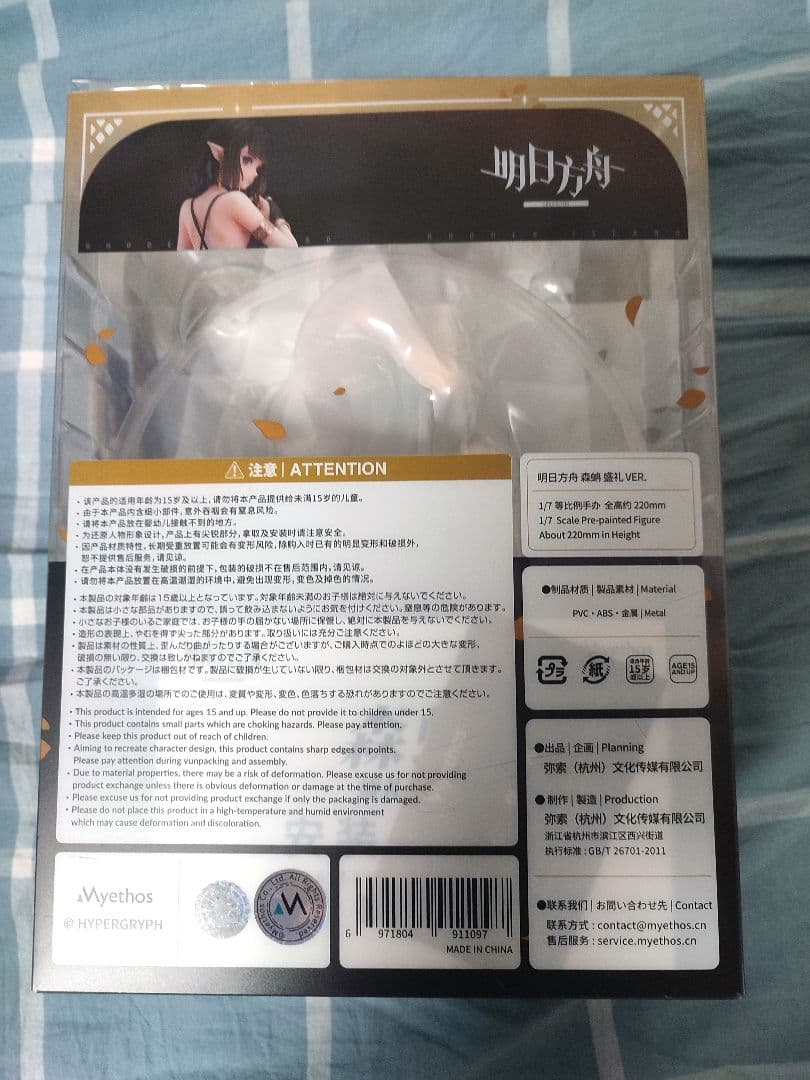 明日方舟
注意 | ATTENTION
・该产品的适用年龄为15岁及以上,请勿将本产品提供给未满15岁的儿童。
・由于本产品内含细小部件,意外吞咽会有窒息风险。
・请将本产品放在婴幼儿接触不到的地方。
・为还原人物形象设计,产品上有尖锐部分,拿取及安装时请注意安全。
・因产品材质特性,长期受重放置可能会有变形风险,除购入时已有的明显变形和破损外,
恕不提供售后服务,请见谅。
・在产品本体没有发生破损的前提下,包装的破损不在售后范围内,请见谅。
・请勿将本产品放置在高温潮湿的环境中,避免出现变形,变色及掉色的情况。
・本製品の対象年齢は15歳以上となっています。対象年齢未満のお子様は絶対に与えないでください。
・本製品は小さな部品がありますので、誤って飲み込まないようにお気を付けください。窒息等の危険があります。
・小さなお子様のいるご家庭では、お子様の手の届かない場所に保管し、絶対に本製品を与えないでください。
・造形の表現上、やむを得ず尖った部分があります。取り扱いには充分ご注意ください。
・製品は素材の性質上、歪んだり曲がったりする場合がございますが、ご購入時点でのよほどの大きな変形、
破損の無い限り、交換は致しかねますのでご了承ください。
・本製品のパッケージは梱包材です。製品に破損が生じていない限り、梱包材は交換の対象外とさせて頂きます。
ご了承ください。
・本製品の高温多湿の場所でのご使用は、変質や変形、変色、色落ちする恐れがありますのでご注意ください。
・This product is intended for ages 15 and up. Please do not provide it to children under 15.
・This product contains small parts which are choking hazards. Please pay attention.
・Please keep this product out of reach of children.
・Aiming to recreate character design, this product contains sharp edges or points.
Please pay attention during vunpacking and assembly.
・Due to material properties, there may be a risk of deformation. Please excuse us for not providing
product exchange unless there is obvious deformation or damage at the time of purchase.
・Please excuse us for not providing product exchange if only the packaging is damaged.
・Please do not place this product in a high-temperature and humid environment
which may cause deformation and discoloration.
明日方舟 森蚺 盛礼 VER.
1/7 等比例手办 全高约 220mm
1/7 Scale Pre-painted Figure
About 220mm in Height
●制品材质 | 製品素材 | Material
PVC・ABS・金属 | Metal
プラ
紙
适用年龄
15岁
或以上
AGE15
AND UP
●出品 | 企画 | Planning
弥索（杭州）文化传媒有限公司
●制作 | 製造 | Production
弥索（杭州）文化传媒有限公司
浙江省杭州市滨江区西兴街道
执行标准 : GB/T 26701-2011
●联系我们 | お問い合わせ先 | Contact
联系方式 : contact@myethos.cn
售后服务 : service.myethos.cn
Myethos
© HYPERGRYPH
©Myethos Co., Ltd. All Rights Reserved.
6 971804 911097
MADE IN CHINA